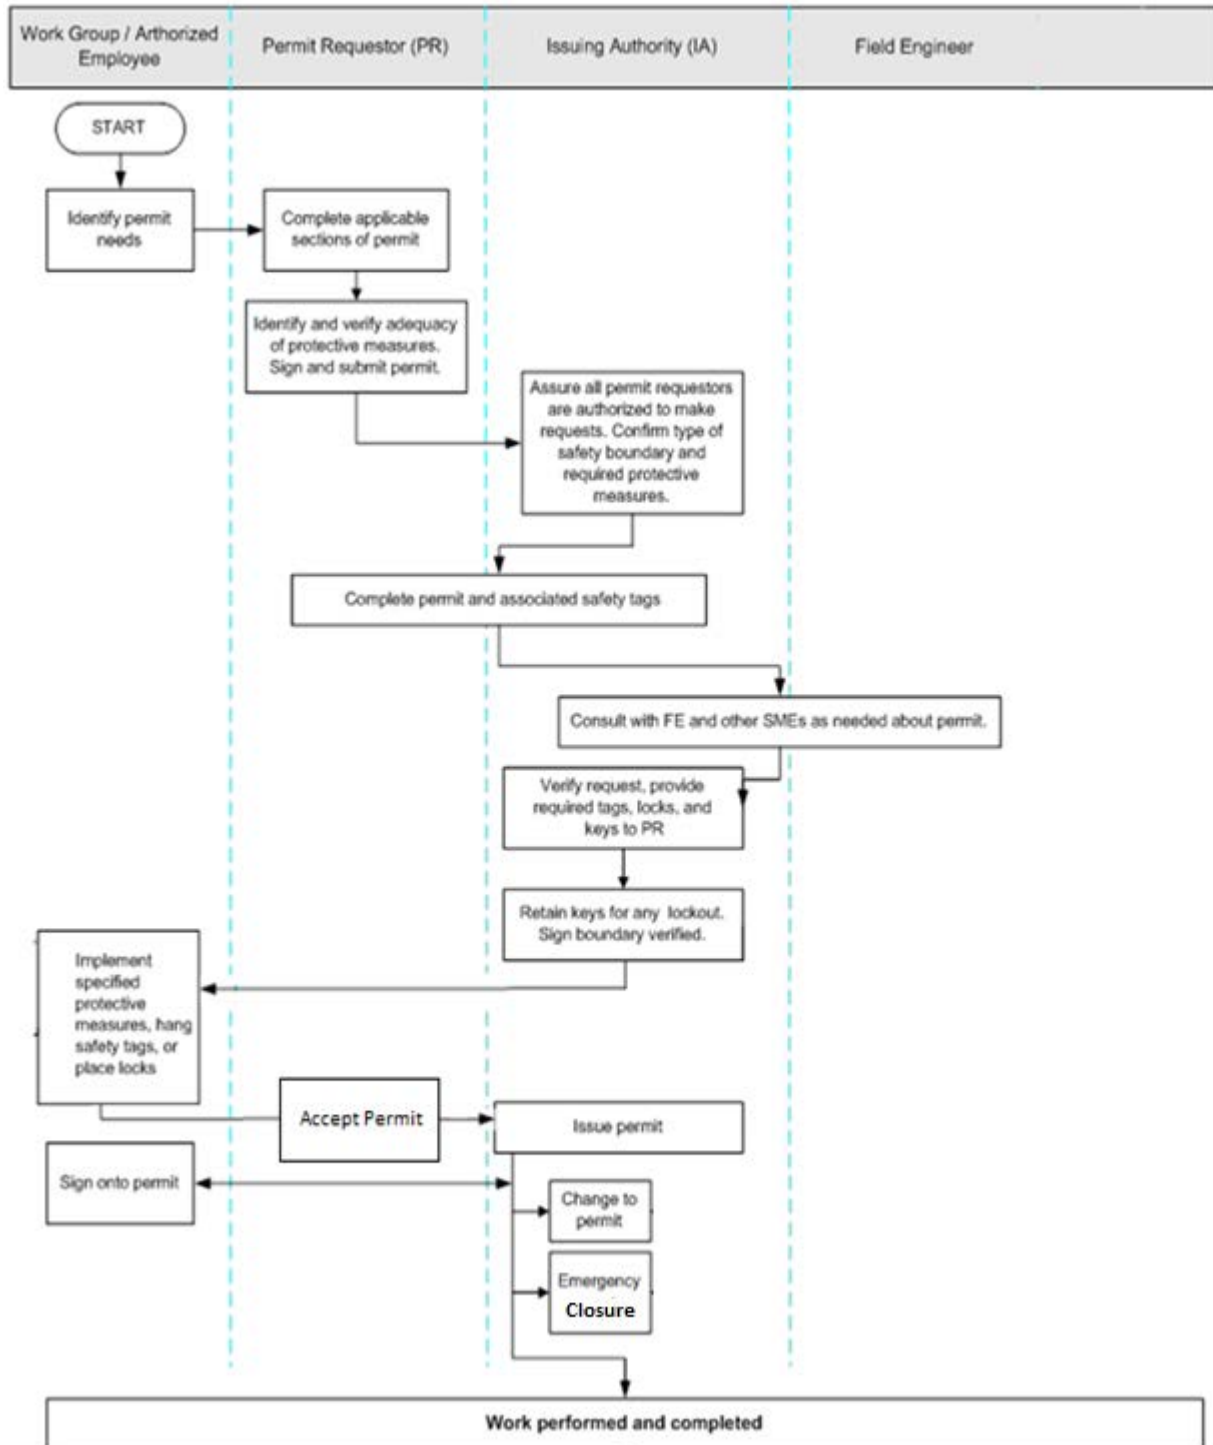 Work Group / Arthorized
Employee
Permit Requestor (PR)
Issuing Authority (IA)
Field Engineer
START
Identify permit
needs
Complete applicable
sections of permit
Identify and verify adequacy
of protective measures.
Sign and submit permit.
Assure all permit requestors
are authorized to make
requests. Confirm type of
safety boundary and
required protective
measures.
Complete permit and associated safety tags
Consult with FE and other SMEs as needed about permit.
Verify request, provide
required tags, locks, and
keys to PR
Retain keys for any lockout.
Sign boundary verified.
Implement
specified
protective
measures, hang
safety tags, or
place locks
Accept Permit
Issue permit
Sign onto permit
Change to
permit
Emergency
Closure
Work performed and completed